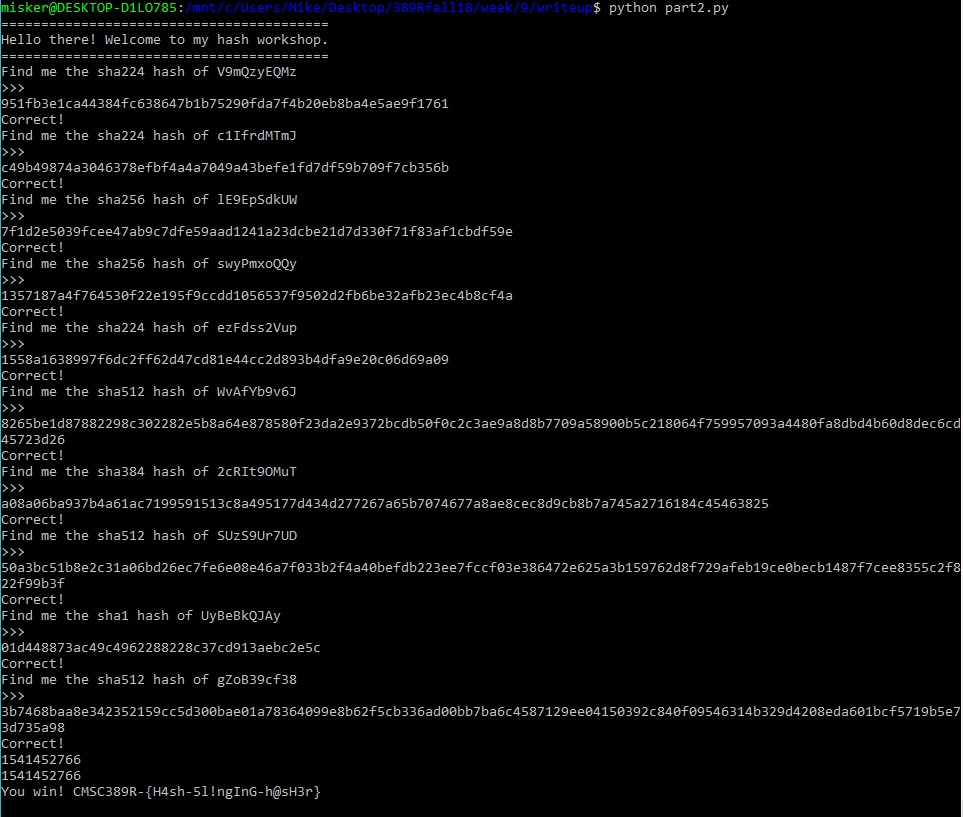 misker@DESKTOP-D1LO785:/mnt/c/Users/Mike/Desktop/389Rfall18/week/9/writeup$ python part2.py
=========================================
Hello there! Welcome to my hash workshop.
=========================================
Find me the sha224 hash of V9mQzyEQMz
>>>
951fb3e1ca44384fc638647b1b75290fda7f4b20eb8ba4e5ae9f1761
Correct!
Find me the sha224 hash of c1IfrdMTmJ
>>>
c49b49874a3046378efbf4a4a7049a43befe1fd7df59b709f7cb356b
Correct!
Find me the sha256 hash of lE9EpSdkUW
>>>
7f1d2e5039fcee47ab9c7dfe59aad1241a23dcbe21d7d330f71f83af1cbdf59e
Correct!
Find me the sha256 hash of swyPmxoQQy
>>>
1357187a4f764530f22e195f9ccdd1056537f9502d2fb6be32afb23ec4b8cf4a
Correct!
Find me the sha224 hash of ezFdss2Vup
>>>
1558a1638997f6dc2ff62d47cd81e44cc2d893b4dfa9e20c06d69a09
Correct!
Find me the sha512 hash of WvAfYb9v6J
>>>
8265be1d87882298c302282e5b8a64e878580f23da2e9372bcdb50f0c2c3ae9a8d8b7709a58900b5c218064f759957093a4480fa8dbd4b60d8dec6cd
45723d26
Correct!
Find me the sha384 hash of 2cRIt9OMuT
>>>
a08a06ba937b4a61ac7199591513c8a495177d434d277267a65b7074677a8ae8cec8d9cb8b7a745a2716184c45463825
Correct!
Find me the sha512 hash of SUzS9Ur7UD
>>>
50a3bc51b8e2c31a06bd26ec7fe6e08e46a7f033b2f4a40befdb223ee7fccf03e386472e625a3b159762d8f729afeb19ce0becb1487f7cee8355c2f8
22f99b3f
Correct!
Find me the sha1 hash of UyBeBkQJAy
>>>
01d448873ac49c4962288228c37cd913aebc2e5c
Correct!
Find me the sha512 hash of gZoB39cf38
>>>
3b7468baa8e342352159cc5d300bae01a78364099e8b62f5cb336ad00bb7ba6c4587129ee04150392c840f09546314b329d4208eda601bcf5719b5e7
3d735a98
Correct!
1541452766
1541452766
You win! CMSC389R-{H4sh-5l!ngInG-h@sH3r}